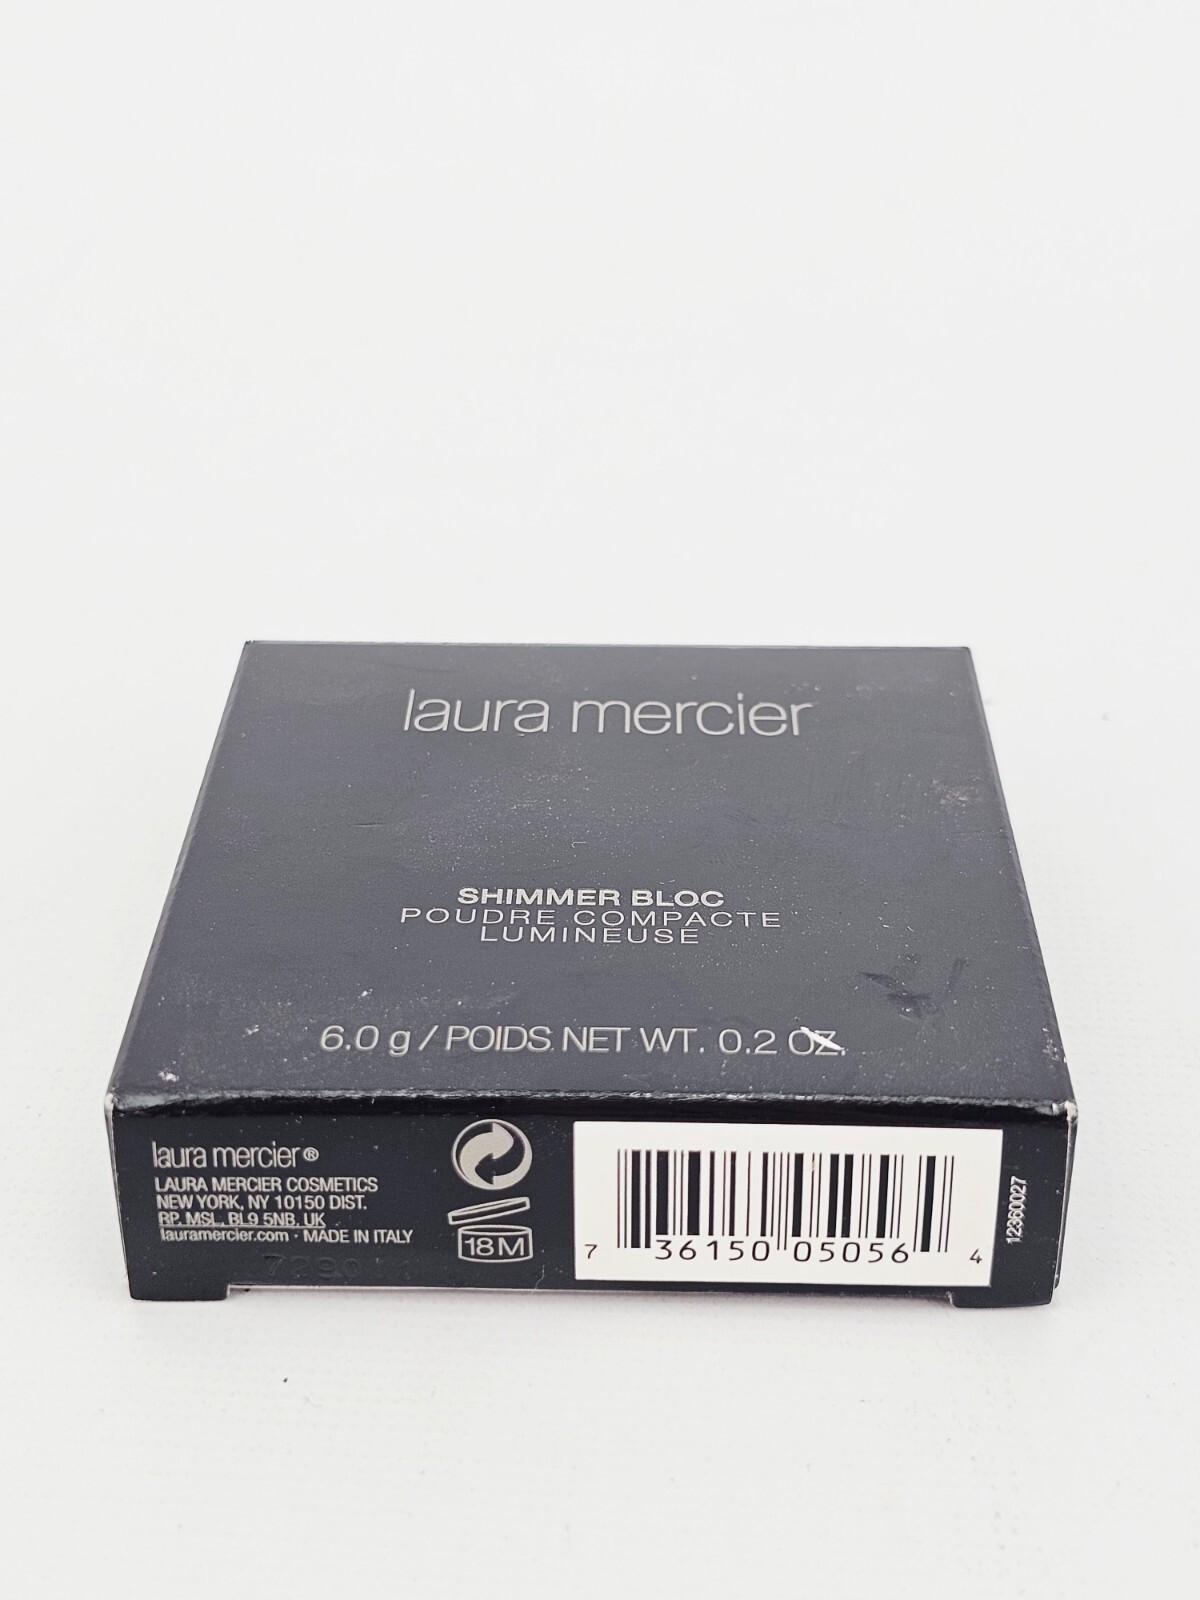 laura mercier
SHIMMER BLOC
POUDRE COMPACTE
LUMINEUSE
6.0 g / POIDS NET WT. 0.2 OZ.
laura mercier®
LAURA MERCIER COSMETICS
NEW YORK, NY 10150 DIST.
RP. MSL, BL9 5NB, UK
lauramercier.com · MADE IN ITALY
18M
7 36150 05056 4
12360027